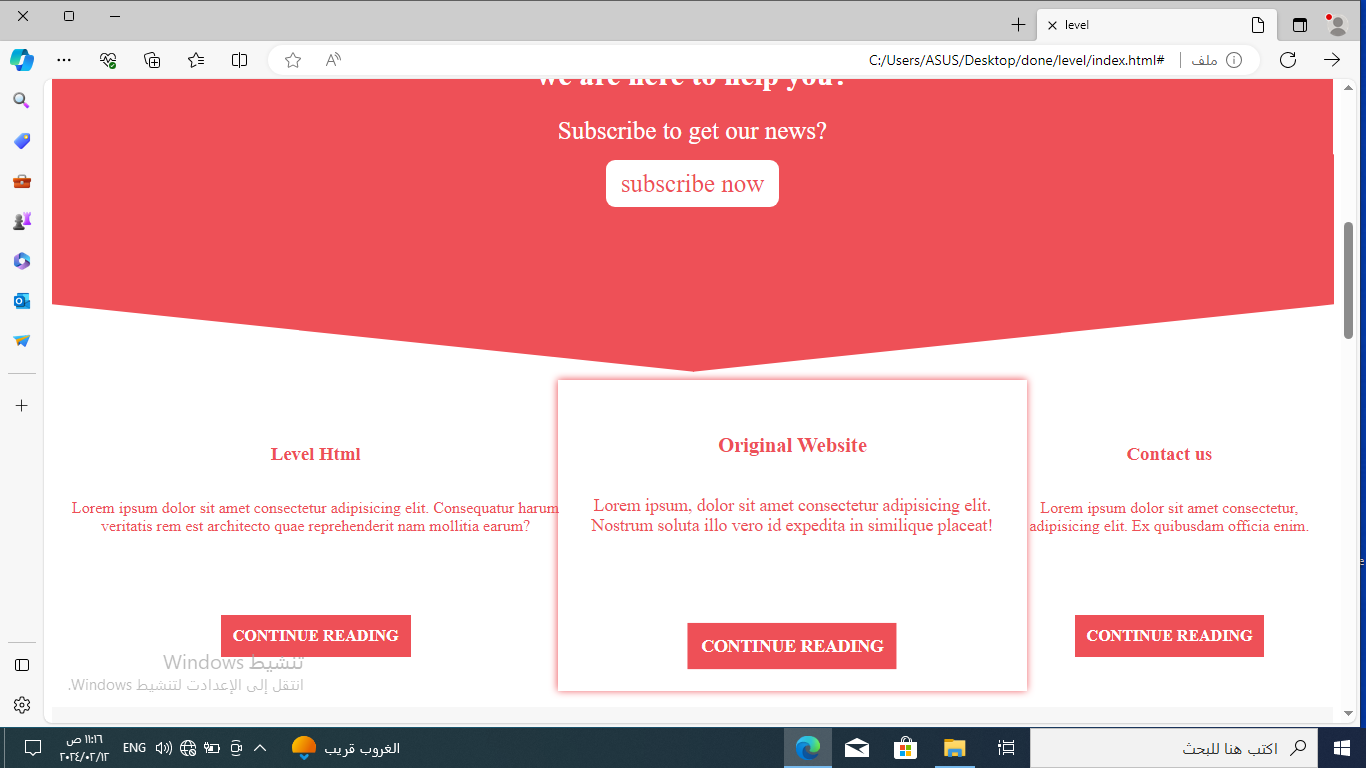 level
C:/Users/ASUS/Desktop/done/level/index.html#
ملف
we are here to help you!
Subscribe to get our news?
subscribe now
Level Html
Lorem ipsum dolor sit amet consectetur adipisicing elit. Consequatur harum
veritatis rem est architecto quae reprehenderit nam mollitia earum?
CONTINUE READING
Original Website
Lorem ipsum, dolor sit amet consectetur adipisicing elit.
Nostrum soluta illo vero id expedita in similique placeat!
CONTINUE READING
Contact us
Lorem ipsum dolor sit amet consectetur,
adipisicing elit. Ex quibusdam officia enim.
CONTINUE READING
تنشيط Windows
انتقل إلى الإعدادت لتنشيط Windows.
اكتب هنا للبحث
الغروب قريب
ENG
١١:١٦ ص
٢٠٢٤/٠٢/١٢